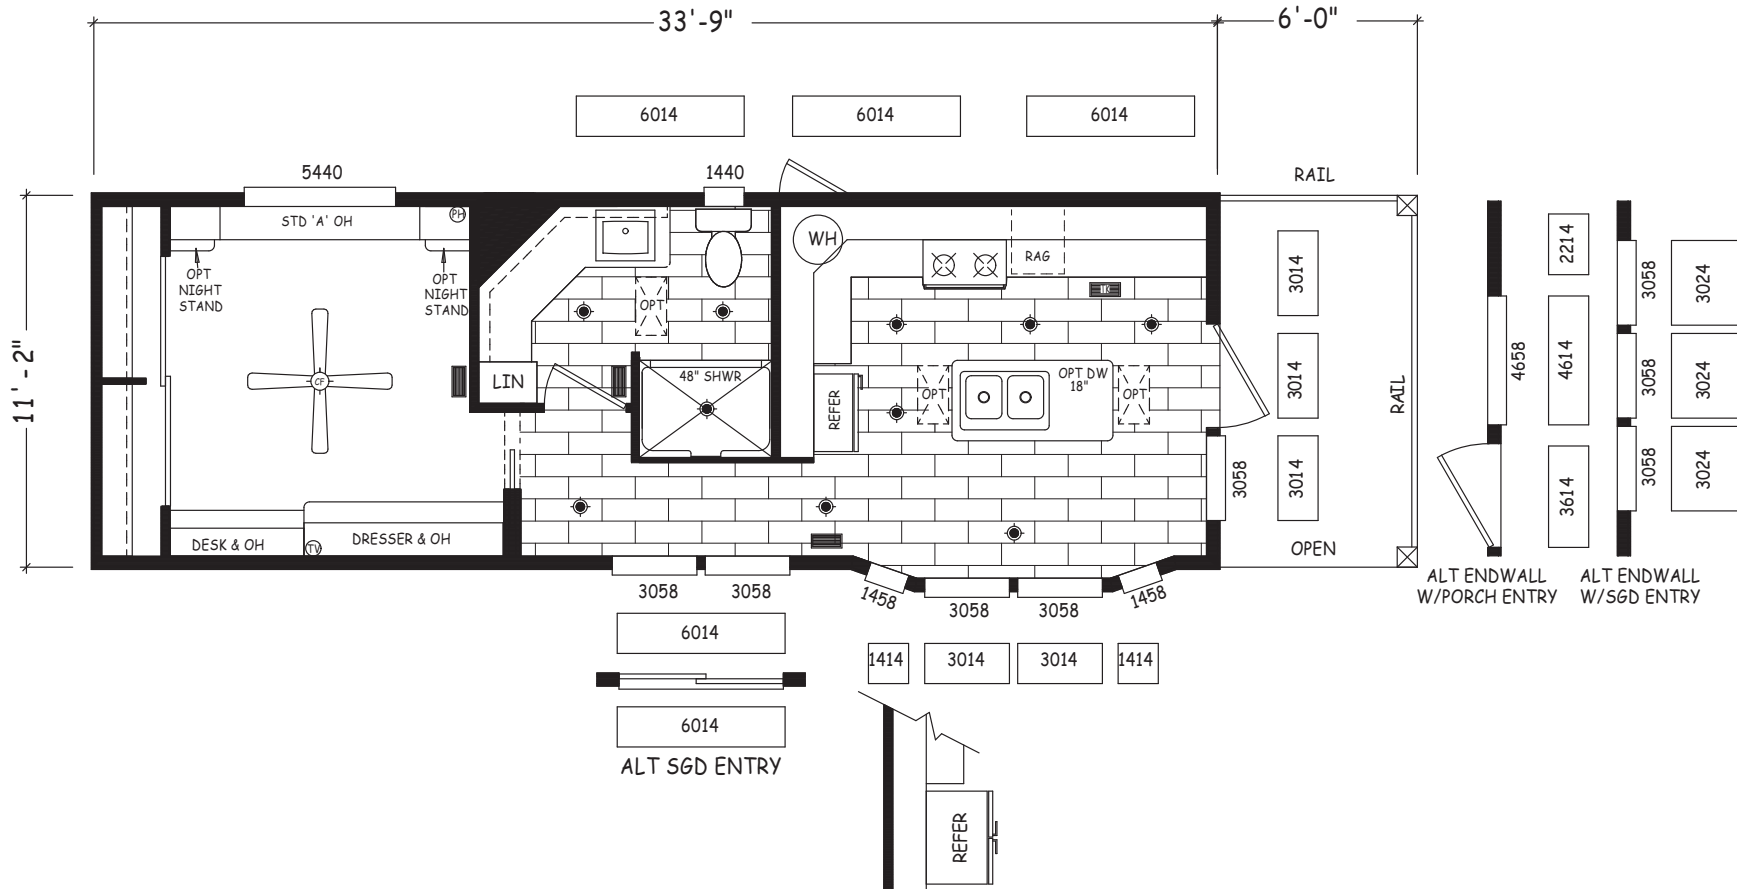 33'-9"
6'-0"
6014
6014
6014
5440
1440
RAIL
STD 'A' OH
PH
OPT
NIGHT
STAND
OPT
NIGHT
STAND
CF
11'-2"
OPT
LIN
48" SHWR
WH
RAG
REFER
OPT
OPT DW
18"
OPT
3014
3014
3014
3058
RAIL
OPEN
DESK & OH
TV
DRESSER & OH
3058
3058
1458
3058
3058
1458
6014
1414
3014
3014
1414
6014
ALT SGD ENTRY
REFER
4658
2214
4614
3614
ALT ENDWALL
W/PORCH ENTRY
3058
3058
3058
3024
3024
3024
ALT ENDWALL
W/SGD ENTRY